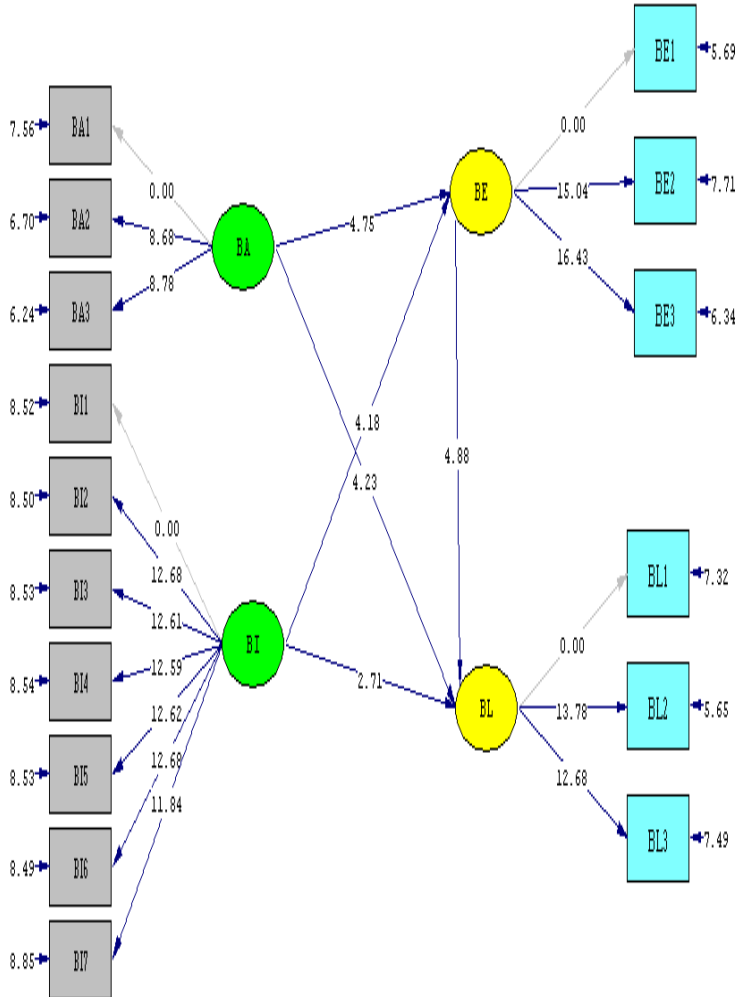 BE1
5.69
7.56
BA1
0.00
BE2
7.71
15.04
0.00
BE
6.70
BA2
8.68
4.75
BA
16.43
8.78
6.24
BA3
BE3
6.34
8.52
BI1
4.18
4.88
4.23
8.50
BI2
0.00
12.68
BL1
7.32
8.53
BI3
12.61
BI
0.00
12.59
8.54
BI4
2.71
BL
13.78
BL2
5.65
12.62
8.53
BI5
12.68
12.68
11.84
BL3
7.49
8.49
BI6
8.85
BI7